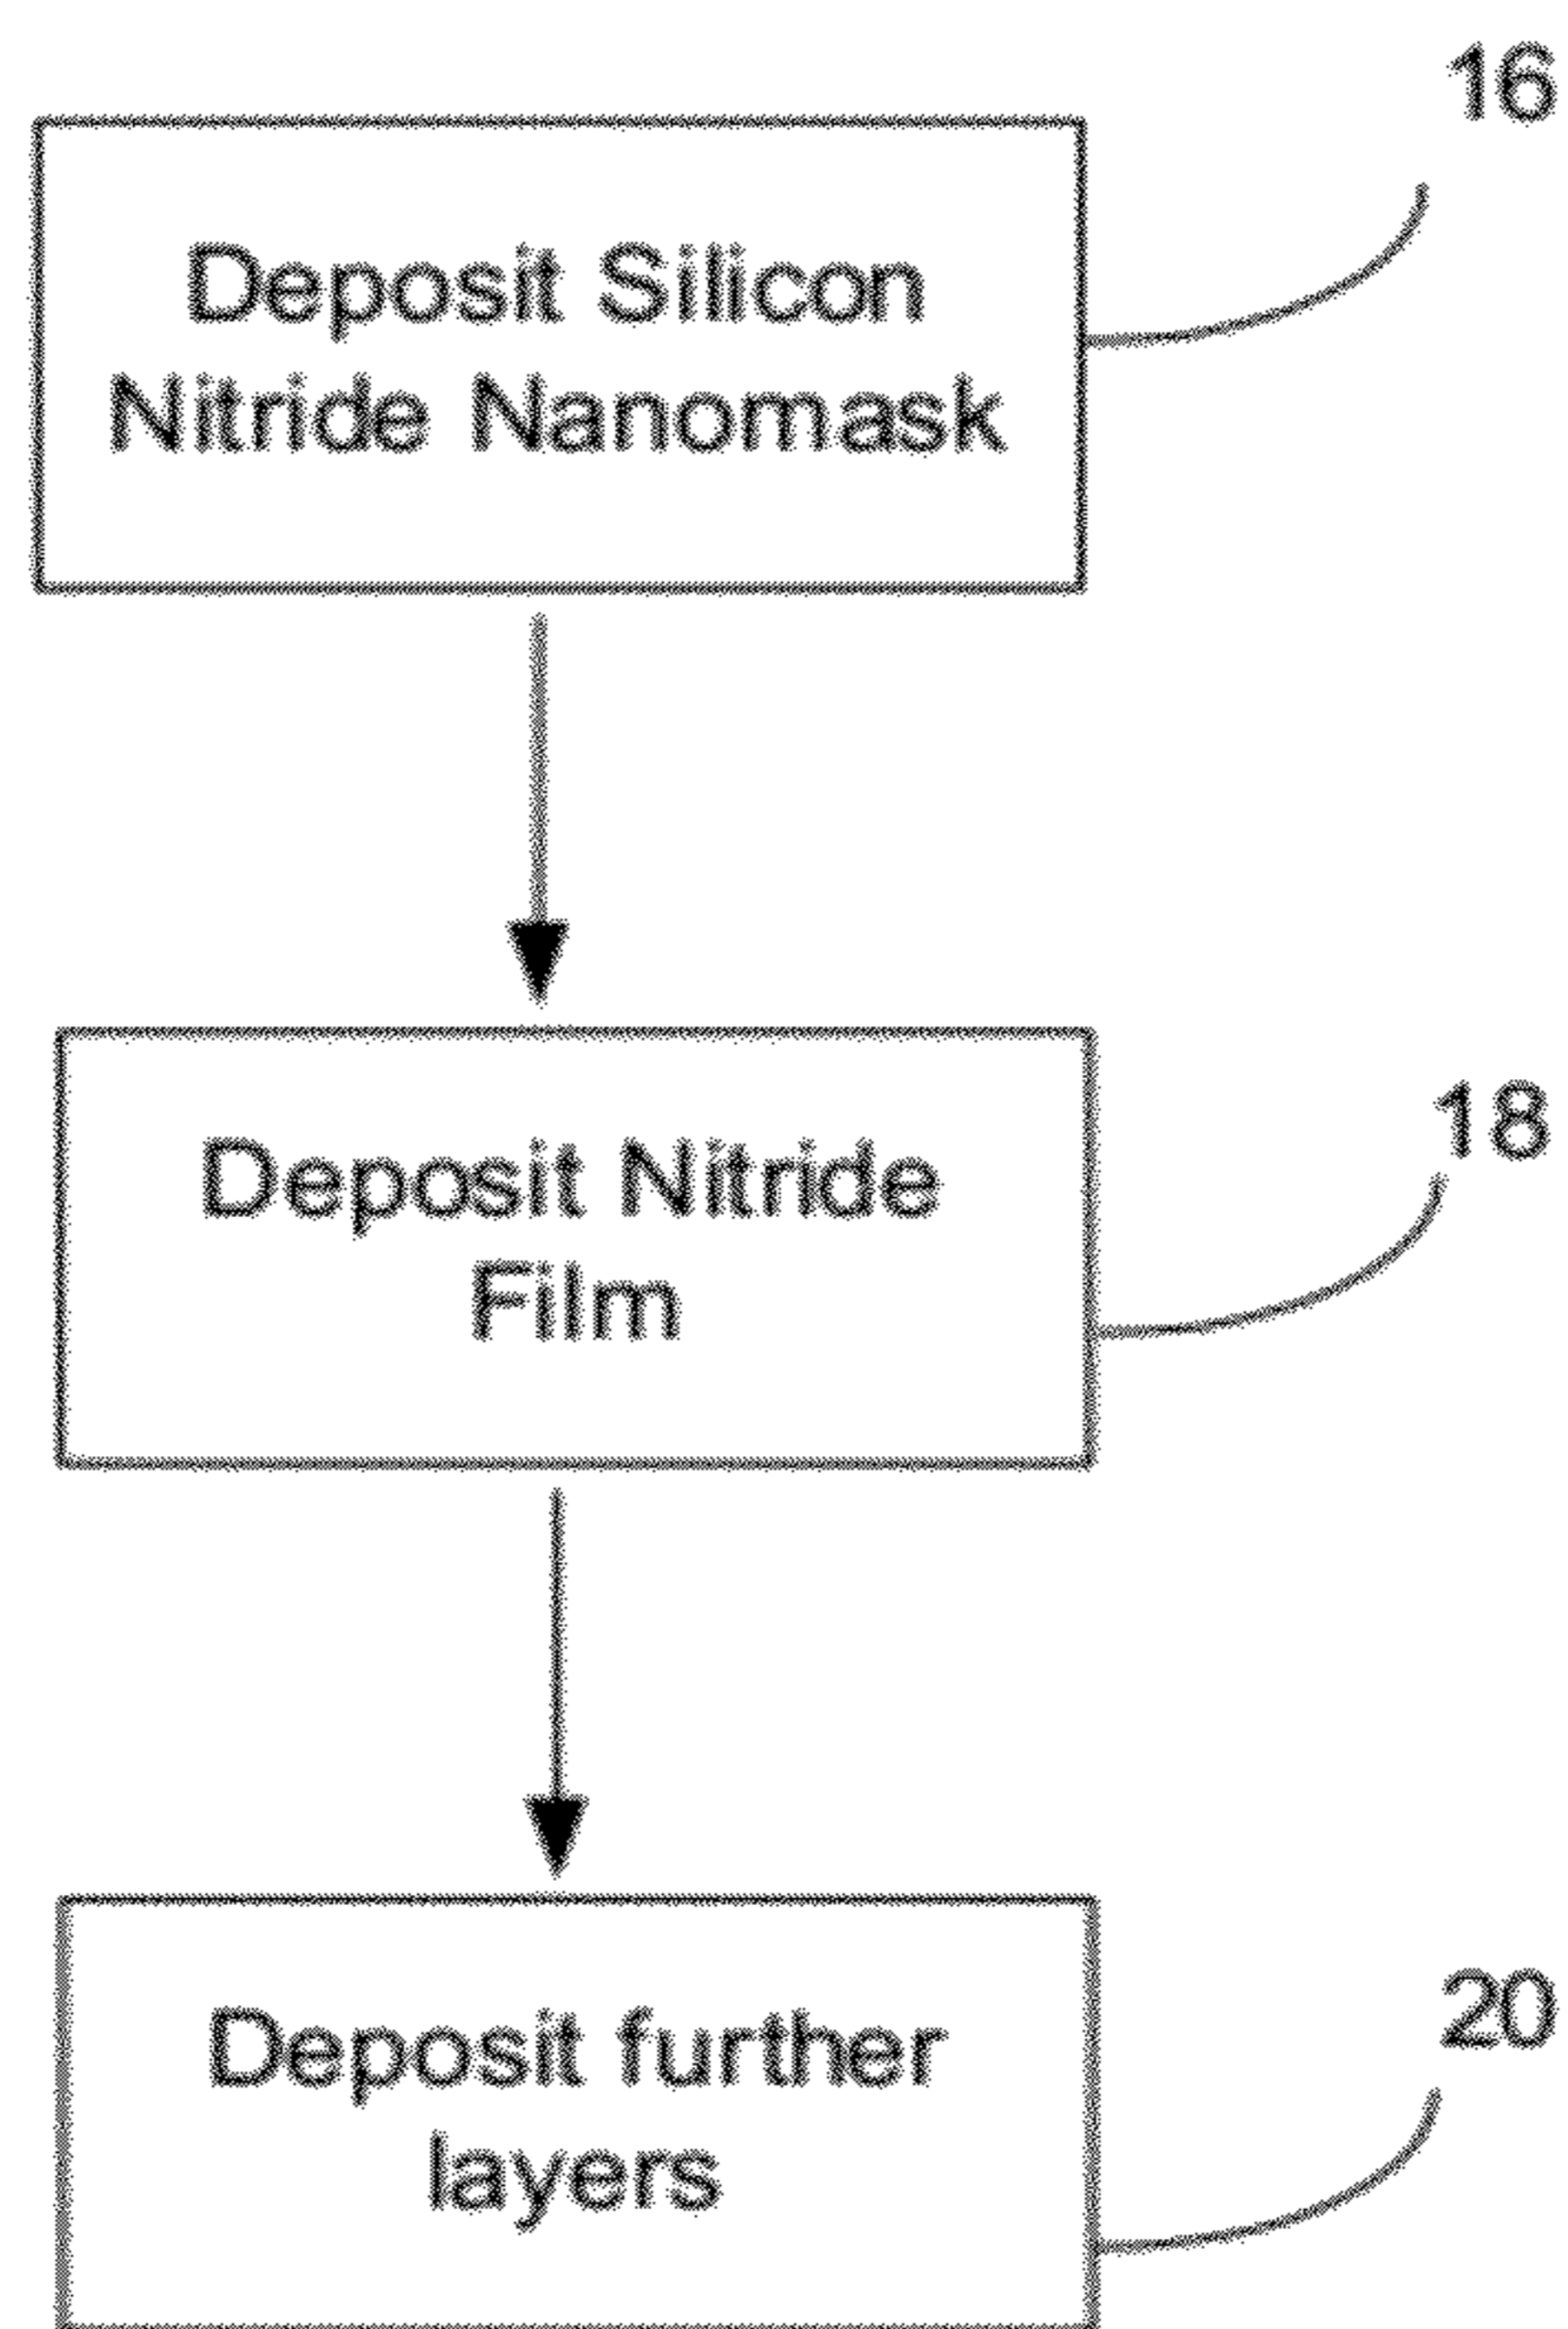 16
Deposit Silicon
Nitride Nanomask
18
Deposit Nitride
Film
20
Deposit further
layers